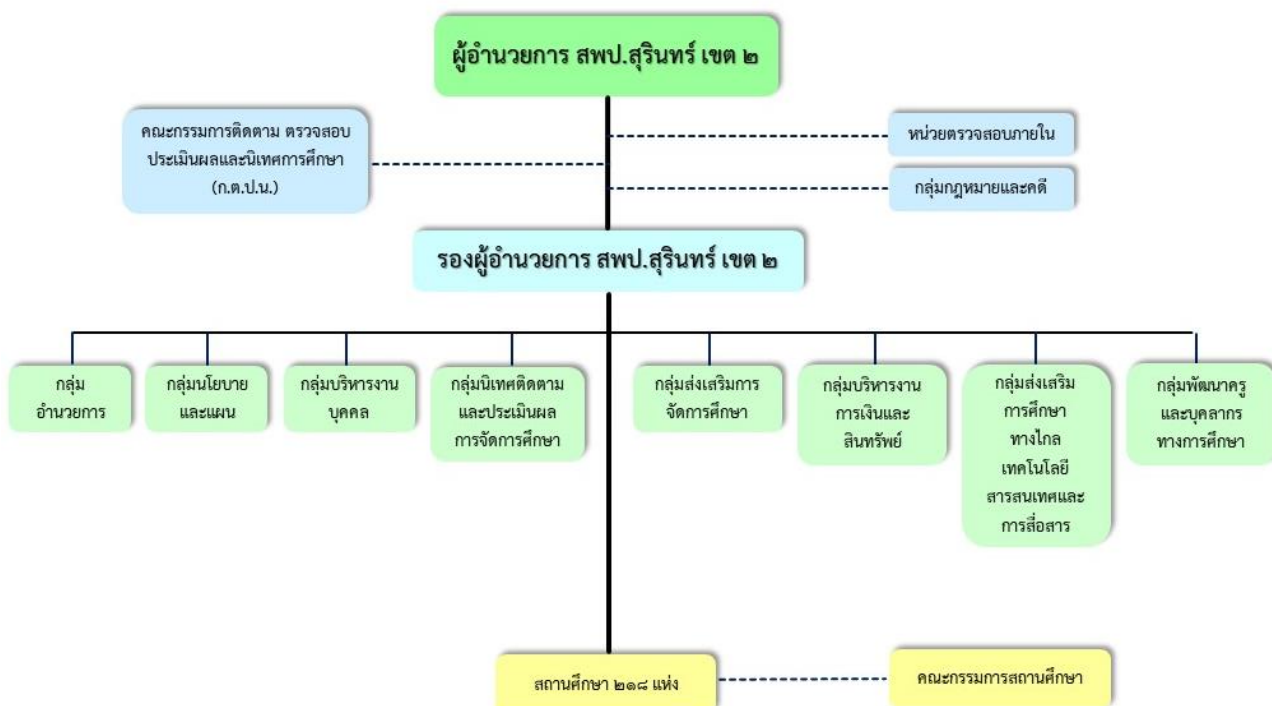 ผู้อำนวยการ สพป.สุรินทร์ เขต ๒
คณะกรรมการติดตาม ตรวจสอบ
ประเมินผลและนิเทศการศึกษา
(ก.ต.ป.น.)
หน่วยตรวจสอบภายใน
กลุ่มกฎหมายและคดี
รองผู้อำนวยการ สพป.สุรินทร์ เขต ๒
กลุ่ม
อำนวยการ
กลุ่มนโยบาย
และแผน
กลุ่มบริหารงาน
บุคคล
กลุ่มนิเทศติดตาม
และประเมินผล
การจัดการศึกษา
กลุ่มส่งเสริมการ
จัดการศึกษา
กลุ่มบริหารงาน
การเงินและ
สินทรัพย์
กลุ่มส่งเสริม
การศึกษา
ทางไกล
เทคโนโลยี
สารสนเทศและ
การสื่อสาร
กลุ่มพัฒนาครู
และบุคลากร
ทางการศึกษา
สถานศึกษา ๒๑๘ แห่ง
คณะกรรมการสถานศึกษา